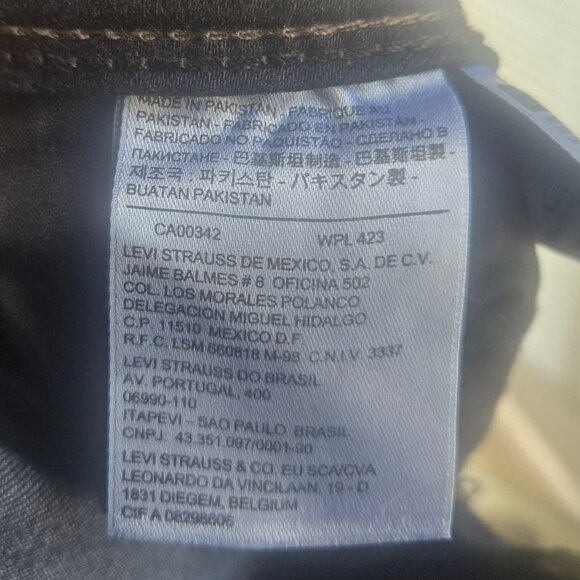 MADE IN PAKISTAN - FABRIQUE AU
PAKISTAN - FABRICADO EN PAKISTAN -
FABRICADO NO PAQUISTÃO - СДЕЛАНО В
ПАКИСТАНЕ - 巴基斯坦制造 - 巴基斯坦製 -
제조국 : 파키스탄 - パキスタン製 -
BUATAN PAKISTAN
CA00342 WPL 423
LEVI STRAUSS DE MEXICO, S.A. DE C.V.
JAIME BALMES # 8 OFICINA 502
COL. LOS MORALES POLANCO
DELEGACION MIGUEL HIDALGO
C.P. 11510 MEXICO D.F.
R.F.C. LSM 860818 M-98 C.N.I.V. 3337
LEVI STRAUSS DO BRASIL
AV. PORTUGAL, 400
06990-110
ITAPEVI - SAO PAULO BRASIL
CNPJ: 43.351.097/0001-90
LEVI STRAUSS & CO. EU SCA/CVA
LEONARDO DA VINCILAAN, 19 - D
1831 DIEGEM, BELGIUM
CIF A 08298606